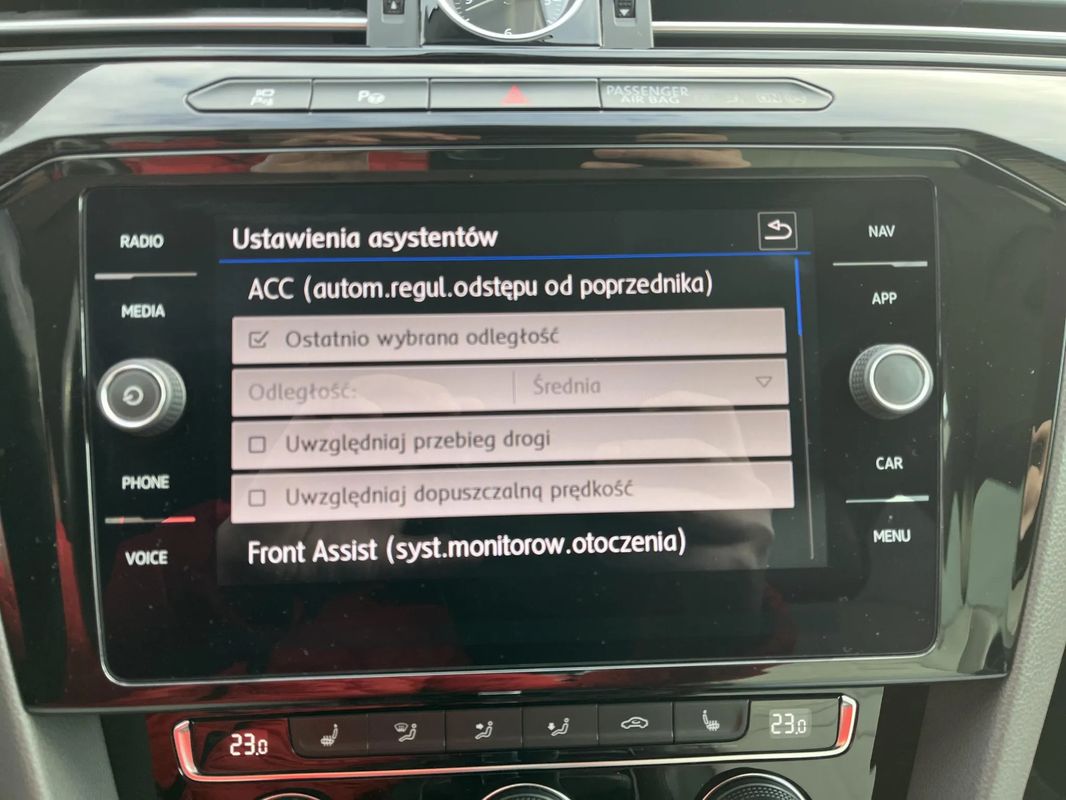 6
PASSENGER
AIR BAG
RADIO
MEDIA
PHONE
VOICE
Ustawienia asystentów
ACC (autom.regul.odstępu od poprzednika)
Ostatnio wybrana odległość
Odległość: Średnia
Uwzględniaj przebieg drogi
Uwzględniaj dopuszczalną prędkość
Front Assist (syst.monitorow.otoczenia)
NAV
APP
CAR
MENU
23.0
23.0